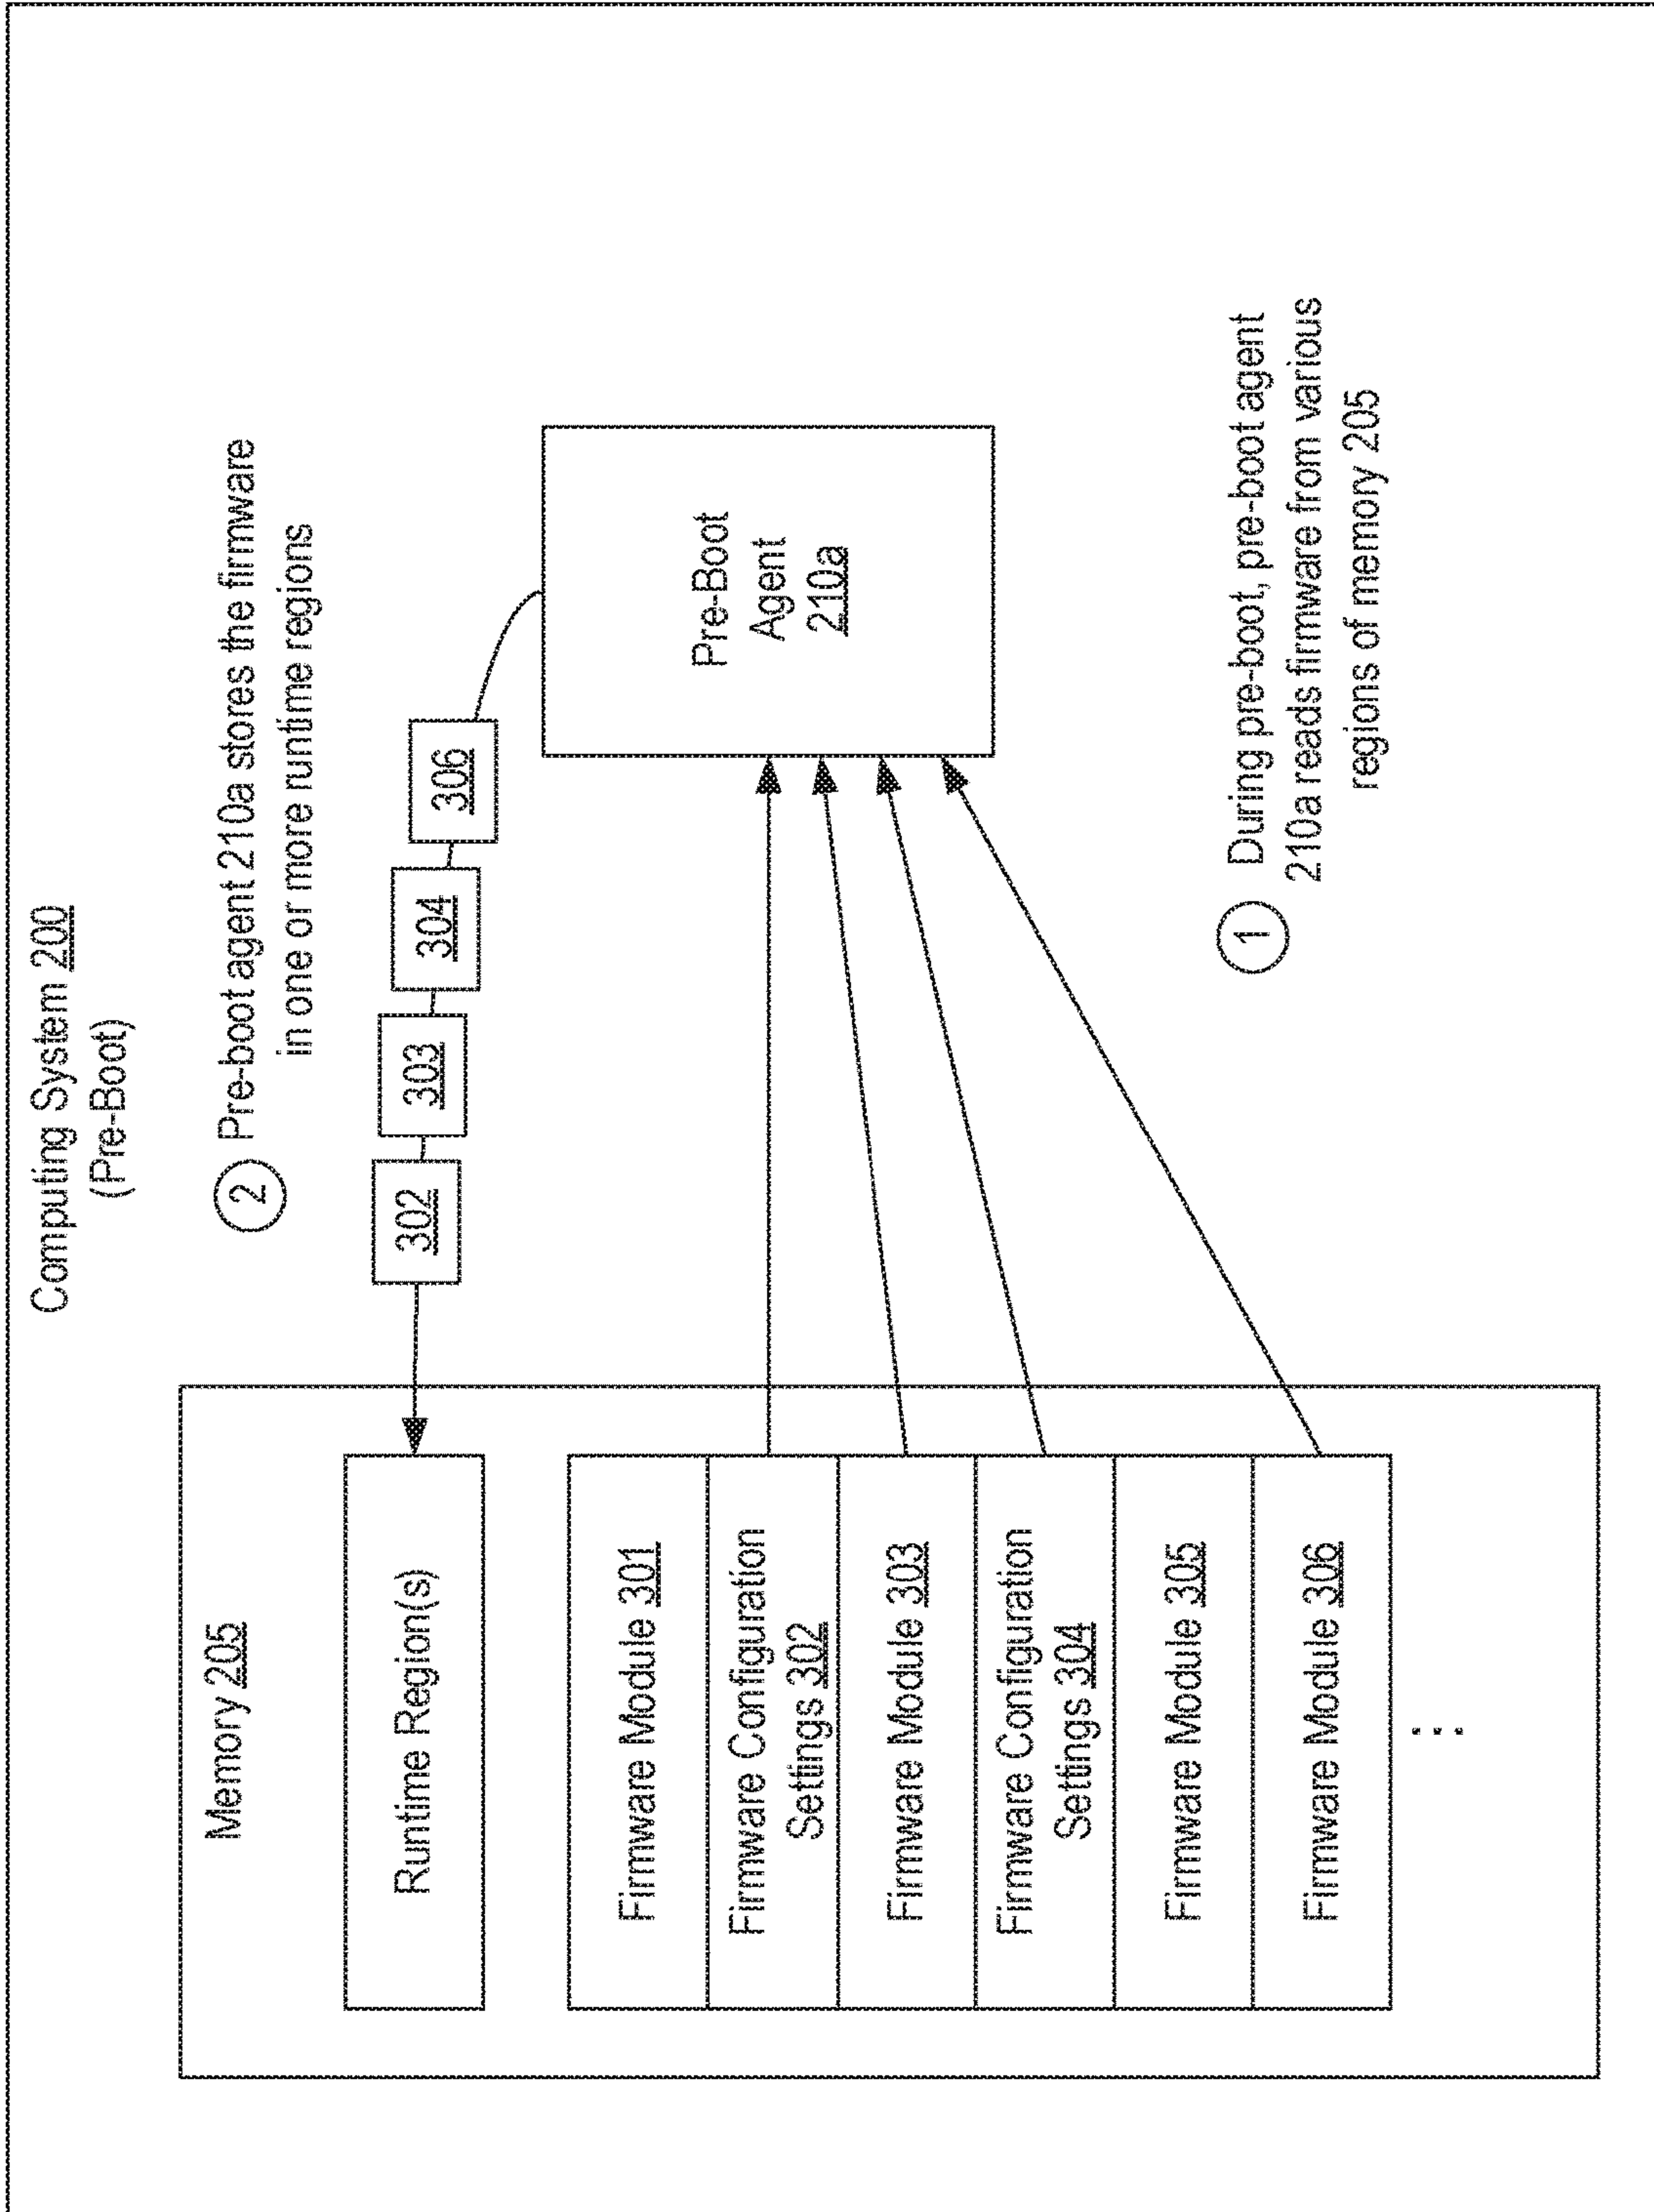 Computing System 200
(Pre-Boot)
Memory 205
Runtime Region(s)
Firmware Module 301
Firmware Configuration
Settings 302
Firmware Module 303
Firmware Configuration
Settings 304
Firmware Module 305
Firmware Module 306
...
2 Pre-boot agent 210a stores the firmware
in one or more runtime regions
302
303
304
306
Pre-Boot
Agent
210a
1 During pre-boot, pre-boot agent
210a reads firmware from various
regions of memory 205